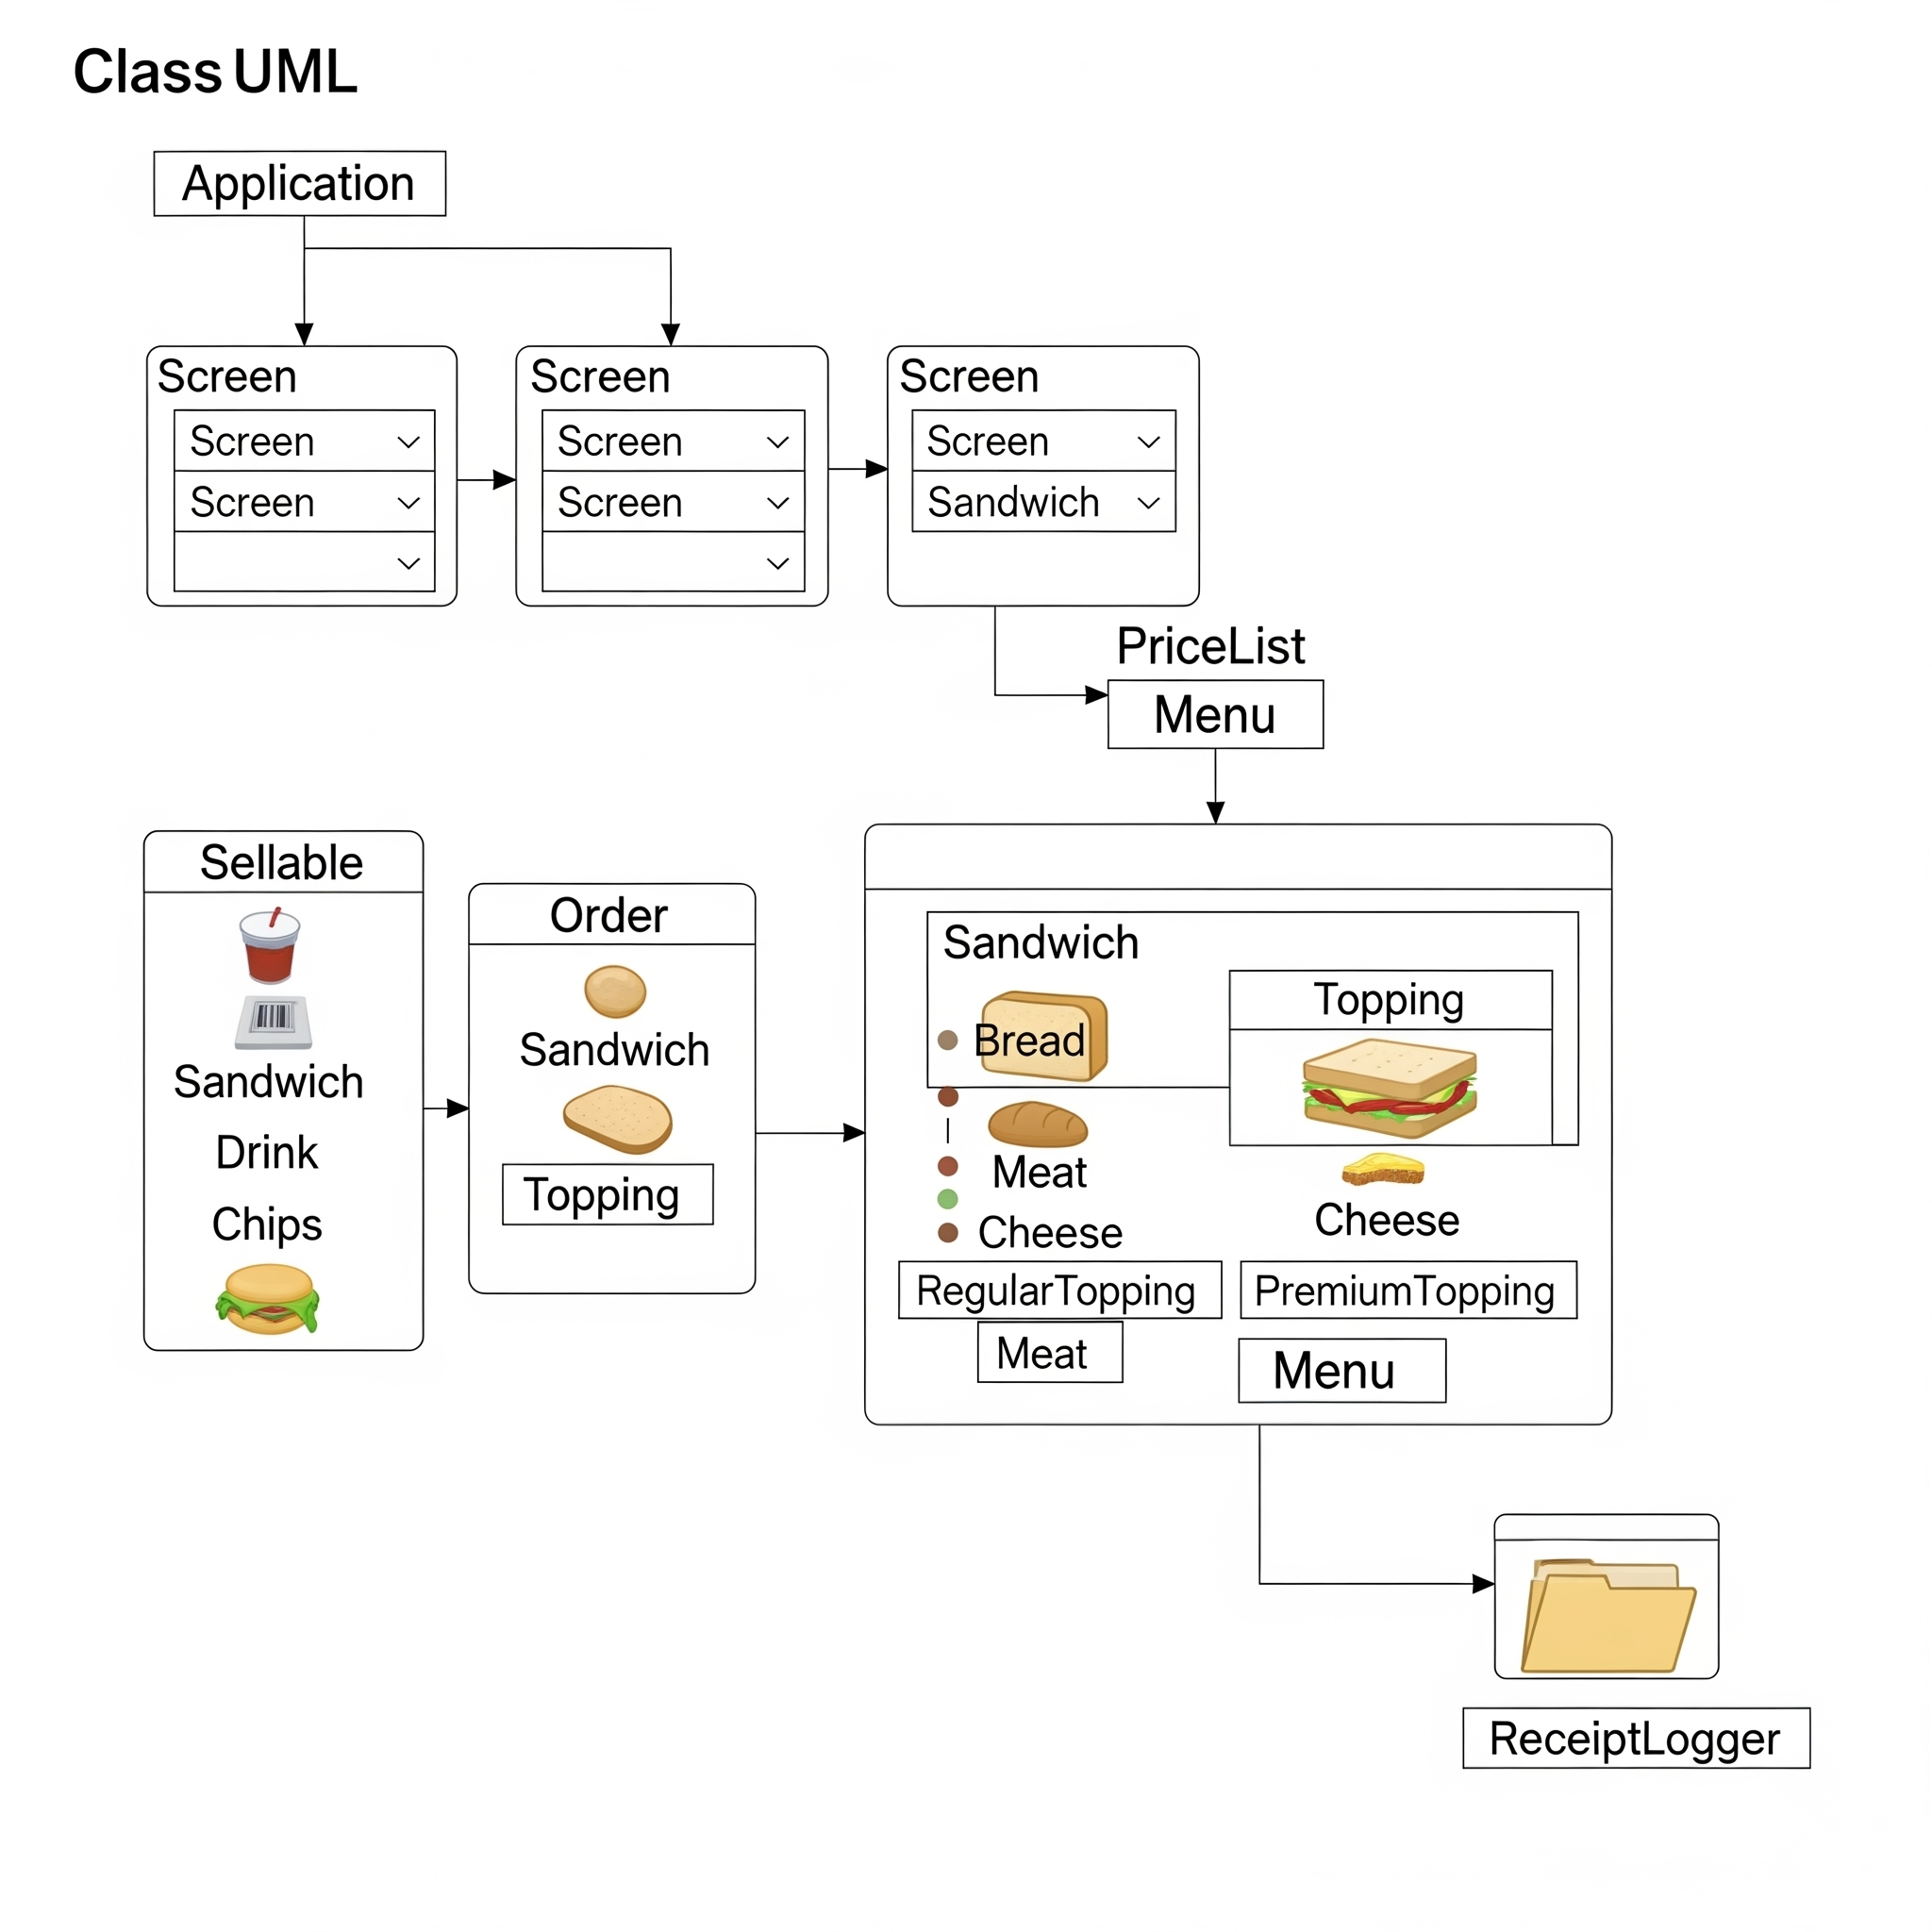 Class UML
Application
Screen
Screen
Screen
Screen
Screen
Screen
Screen
Screen
Sandwich
PriceList
Menu
Sellable
Sandwich
Drink
Chips
Order
Sandwich
Topping
Sandwich
Bread
Topping
Meat
Cheese
Cheese
RegularTopping
PremiumTopping
Meat
Menu
ReceiptLogger